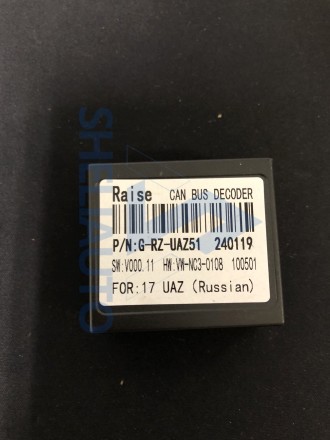 Raise CAN BUS DECODER
P/N:G-RZ-UAZ51 240119
SW:V000.11 HW:VW-NC3-0108 100501
FOR:17 UAZ (Russian)
SHELIAUTO